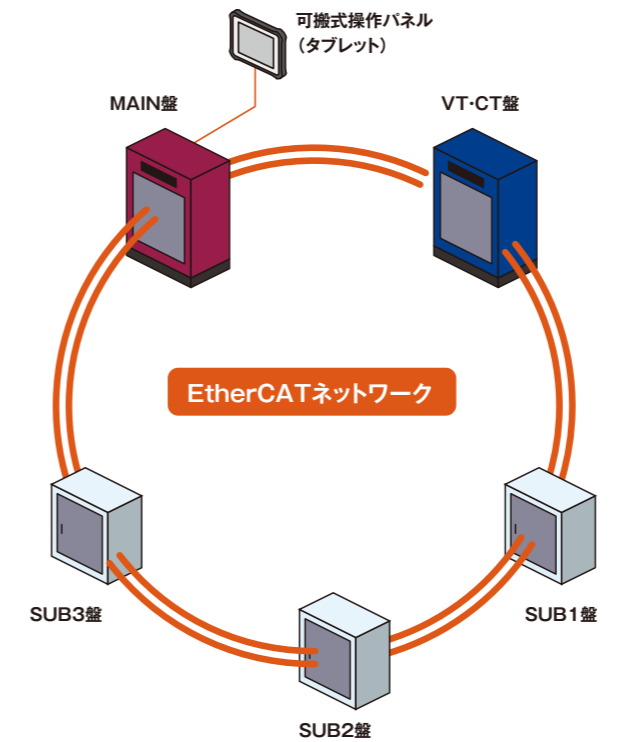 可搬式操作パネル
（タブレット）
MAIN盤
VT・CT盤
EtherCATネットワーク
SUB3盤
SUB1盤
SUB2盤